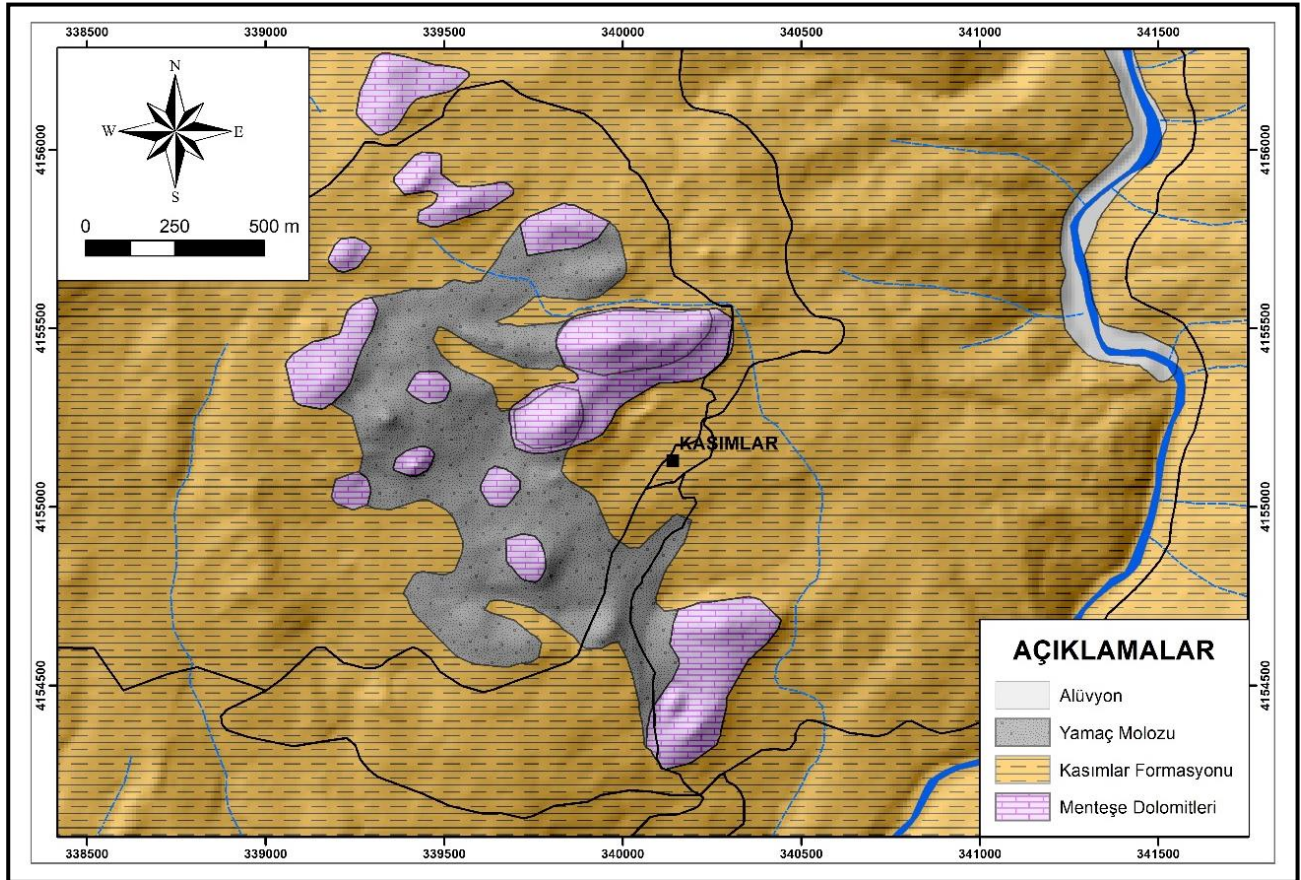 338500 339000 339500 340000 340500 341000 341500
N
W E
S
0 250 500 m
4156000 4156000
4155500 4155500
KASIMLAR
4155000 4155000
4154500 4154500
AÇIKLAMALAR
Alüvyon
Yamaç Molozu
Kasımlar Formasyonu
Menteşe Dolomitleri
338500 339000 339500 340000 340500 341000 341500